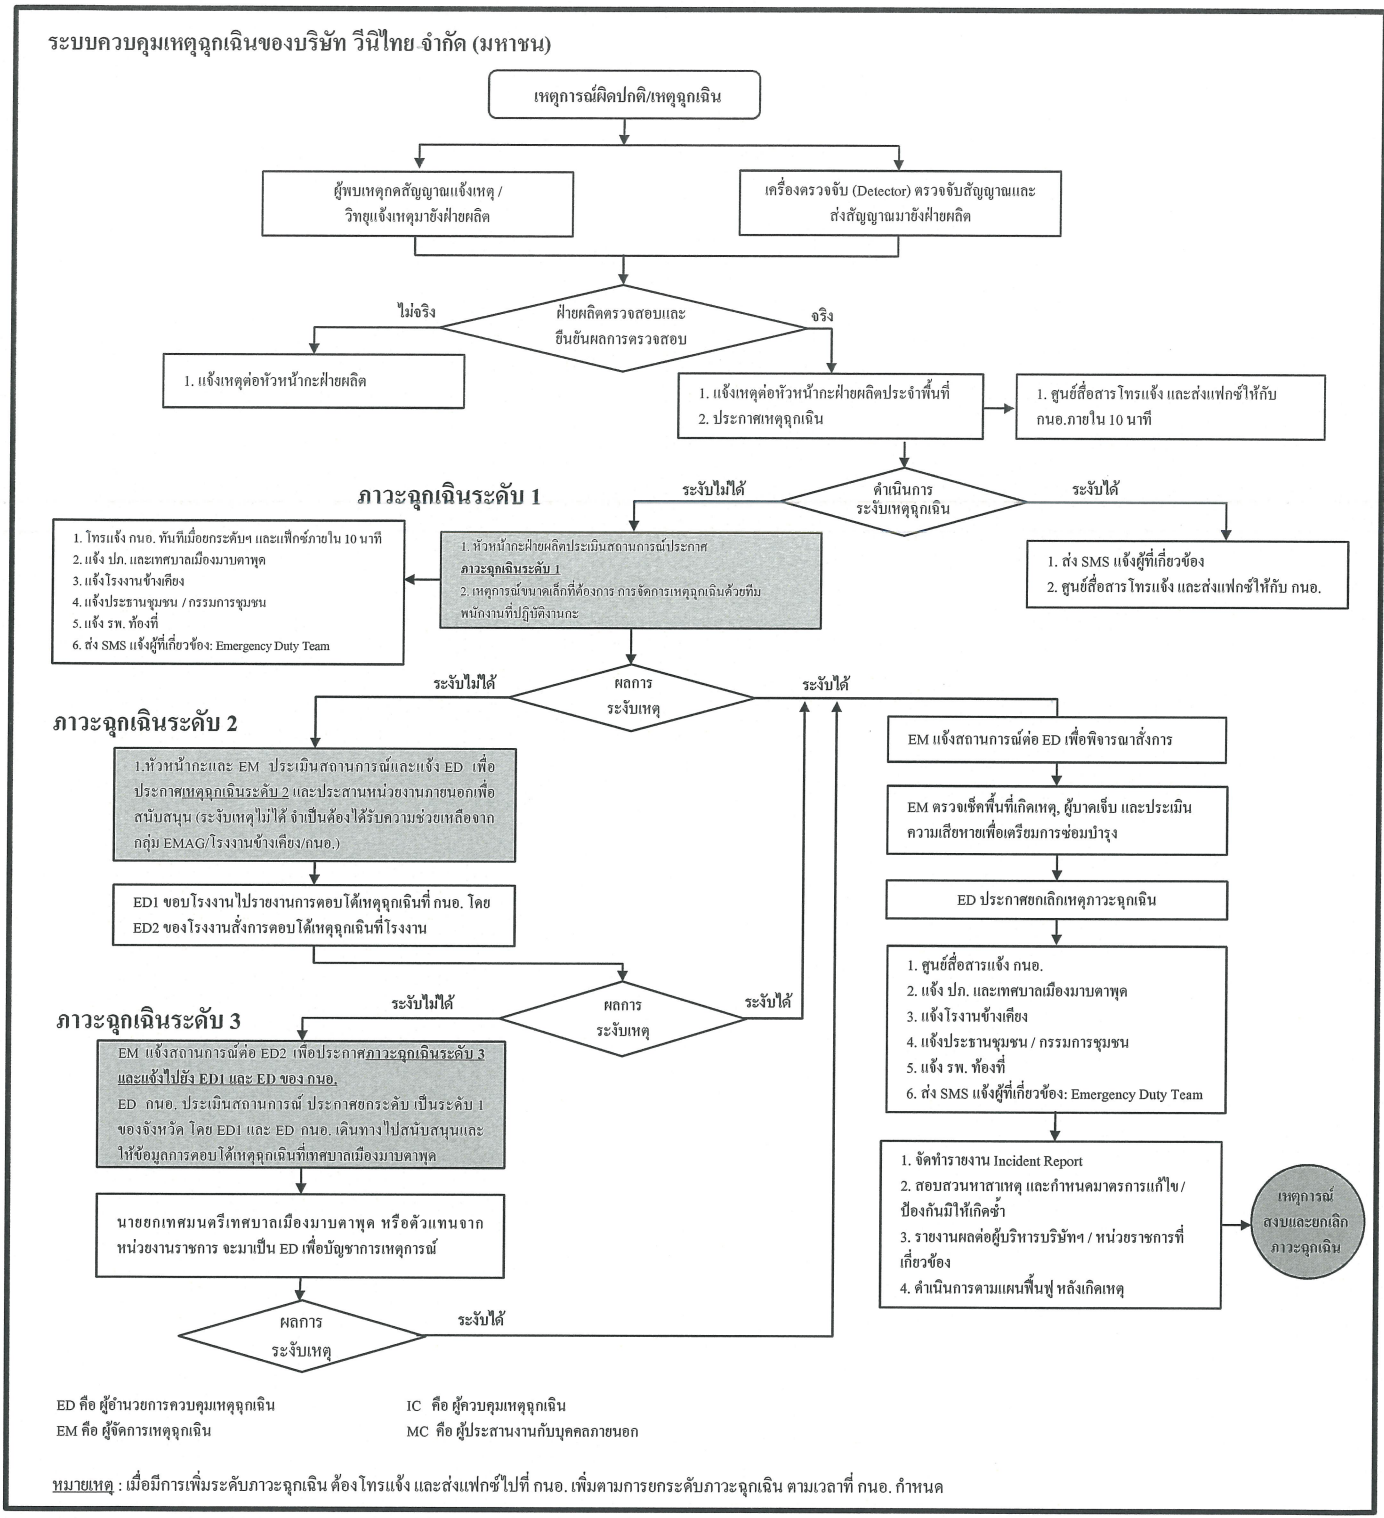 ระบบควบคุมเหตุฉุกเฉินของบริษัท วีนิไทย จำกัด (มหาชน)
เหตุการณ์ผิดปกติ/เหตุฉุกเฉิน
ผู้พบเหตุกดสัญญาณแจ้งเหตุ /
วิทยุแจ้งเหตุมายังฝ่ายผลิต
เครื่องตรวจจับ (Detector) ตรวจจับสัญญาณและ
ส่งสัญญาณมายังฝ่ายผลิต
ฝ่ายผลิตตรวจสอบและ
ยืนยันผลการตรวจสอบ
ไม่จริง
จริง
1. แจ้งเหตุต่อหัวหน้ากะฝ่ายผลิต
1. แจ้งเหตุต่อหัวหน้ากะฝ่ายผลิตประจำพื้นที่
2. ประกาศเหตุฉุกเฉิน
1. ศูนย์สื่อสารโทรแจ้ง และส่งแฟกซ์ให้กับ
กนอ.ภายใน 10 นาที
ดำเนินการ
ระงับเหตุฉุกเฉิน
ระงับไม่ได้
ระงับได้
ภาวะฉุกเฉินระดับ 1
1. โทรแจ้ง กนอ. ทันทีเมื่อยกระดับฯ และแฟ็กซ์ภายใน 10 นาที
2. แจ้ง ปภ. และเทศบาลเมืองมาบตาพุด
3. แจ้งโรงงานข้างเคียง
4. แจ้งประธานชุมชน / กรรมการชุมชน
5. แจ้ง รพ. ท้องที่
6. ส่ง SMS แจ้งผู้ที่เกี่ยวข้อง: Emergency Duty Team
1. หัวหน้ากะฝ่ายผลิตประเมินสถานการณ์ประกาศ
ภาวะฉุกเฉินระดับ 1
2. เหตุการณ์ขนาดเล็กที่ต้องการ การจัดการเหตุฉุกเฉินด้วยทีม
พนักงานที่ปฏิบัติงานกะ
1. ส่ง SMS แจ้งผู้ที่เกี่ยวข้อง
2. ศูนย์สื่อสารโทรแจ้ง และส่งแฟกซ์ให้กับ กนอ.
ผลการ
ระงับเหตุ
ระงับไม่ได้
ระงับได้
ภาวะฉุกเฉินระดับ 2
1.หัวหน้ากะและ EM ประเมินสถานการณ์และแจ้ง ED เพื่อ
ประกาศเหตุฉุกเฉินระดับ 2 และประสานหน่วยงานภายนอกเพื่อ
สนับสนุน (ระงับเหตุไม่ได้ จำเป็นต้องได้รับความช่วยเหลือจาก
กลุ่ม EMAG/โรงงานข้างเคียง/กนอ.)
ED1 ขอบโรงงานไปรายงานการตอบโต้เหตุฉุกเฉินที่ กนอ. โดย
ED2 ของโรงงานสั่งการตอบโต้เหตุฉุกเฉินที่โรงงาน
ผลการ
ระงับเหตุ
ระงับไม่ได้
ระงับได้
ภาวะฉุกเฉินระดับ 3
EM แจ้งสถานการณ์ต่อ ED2 เพื่อประกาศภาวะฉุกเฉินระดับ 3
และแจ้งไปยัง ED1 และ ED ของ กนอ.
ED กนอ. ประเมินสถานการณ์ ประกาศยกระดับ เป็นระดับ 1
ของจังหวัด โดย ED1 และ ED กนอ. เดินทางไปสนับสนุนและ
ให้ข้อมูลการตอบโต้เหตุฉุกเฉินที่เทศบาลเมืองมาบตาพุด
นายยกเทศมนตรีเทศบาลเมืองมาบตาพุด หรือตัวแทนจาก
หน่วยงานราชการ จะมาเป็น ED เพื่อบัญชาการเหตุการณ์
ผลการ
ระงับเหตุ
ระงับได้
EM แจ้งสถานการณ์ต่อ ED เพื่อพิจารณาสั่งการ
EM ตรวจเช็คพื้นที่เกิดเหตุ, ผู้บาดเจ็บ และประเมิน
ความเสียหายเพื่อเตรียมการซ่อมบำรุง
ED ประกาศยกเลิกเหตุภาวะฉุกเฉิน
1. ศูนย์สื่อสารแจ้ง กนอ.
2. แจ้ง ปภ. และเทศบาลเมืองมาบตาพุด
3. แจ้งโรงานข้างเคียง
4. แจ้งประธานชุมชน / กรรมการชุมชน
5. แจ้ง รพ. ท้องที่
6. ส่ง SMS แจ้งผู้ที่เกี่ยวข้อง: Emergency Duty Team
1. จัดทำรายงาน Incident Report
2. สอบสวนหาสาเหตุ และกำหนดมาตรการแก้ไข /
ป้องกันมิให้เกิดซ้ำ
3. รายงานผลต่อผู้บริหารบริษัทฯ / หน่วยราชการที่
เกี่ยวข้อง
4. ดำเนินการตามแผนฟื้นฟู หลังเกิดเหตุ
เหตุการณ์
สงบและยกเลิก
ภาวะฉุกเฉิน
ED คือ ผู้อำนวยการควบคุมเหตุฉุกเฉิน
IC คือ ผู้ควบคุมเหตุฉุกเฉิน
EM คือ ผู้จัดการเหตุฉุกเฉิน
MC คือ ผู้ประสานงานกับบุคคลภายนอก
หมายเหตุ : เมื่อมีการเพิ่มระดับภาวะฉุกเฉิน ต้องโทรแจ้ง และส่งแฟกซ์ไปที่ กนอ. เพิ่มตามการยกระดับภาวะฉุกเฉิน ตามเวลาที่ กนอ. กำหนด